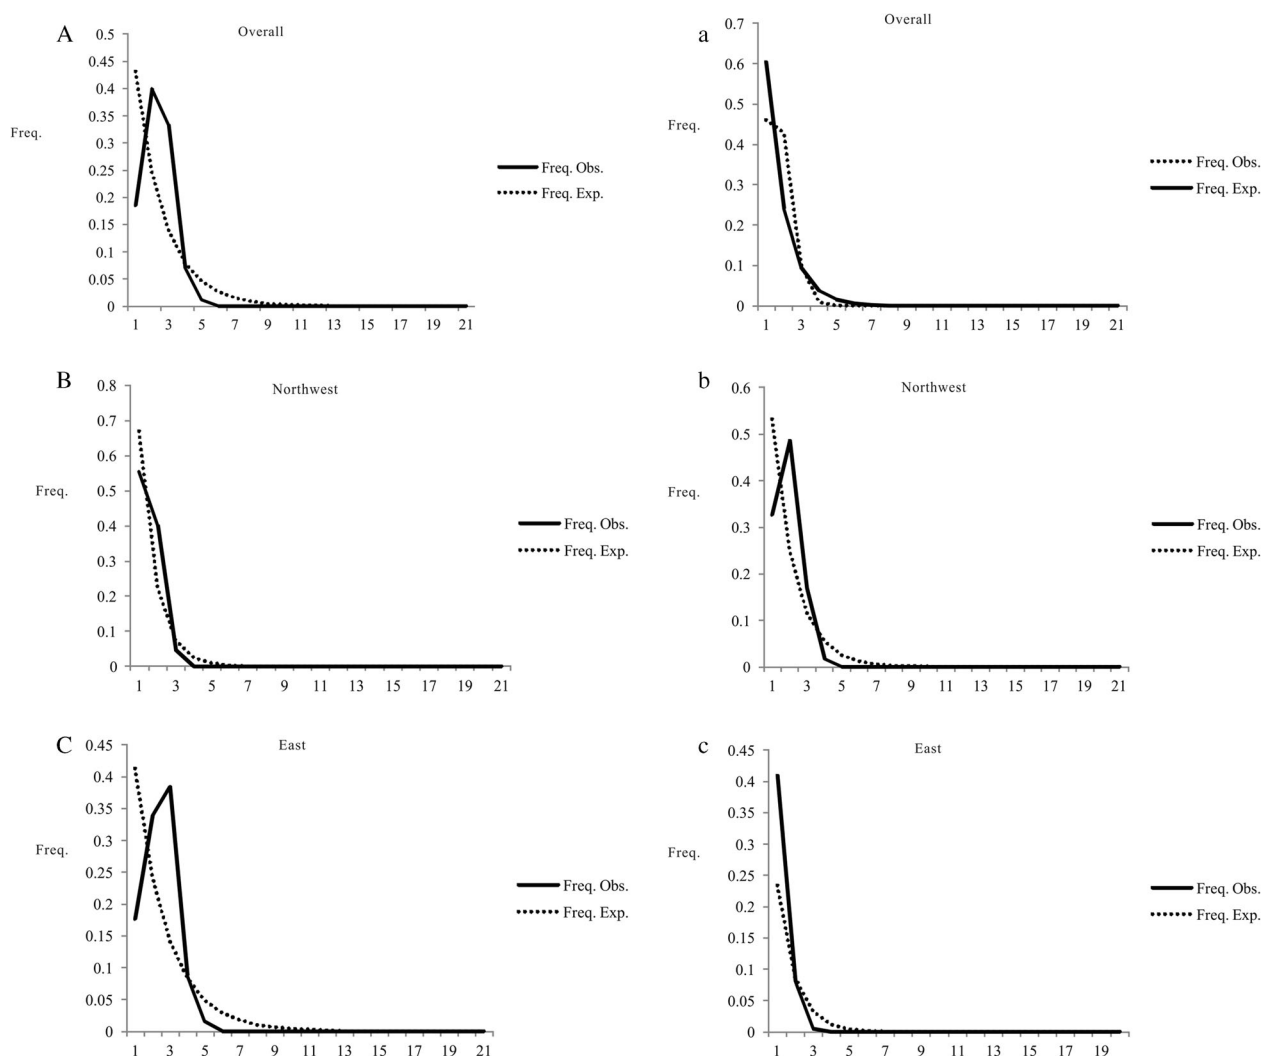 A
Overall
0.5
0.45
0.4
0.35
0.3
0.25
0.2
0.15
0.1
0.05
0
Freq.
1 3 5 7 9 11 13 15 17 19 21
Freq. Obs.
Freq. Exp.
a
Overall
0.7
0.6
0.5
0.4
0.3
0.2
0.1
0
Freq.
1 3 5 7 9 11 13 15 17 19 21
Freq. Obs.
Freq. Exp.
B
Northwest
0.8
0.7
0.6
0.5
0.4
0.3
0.2
0.1
0
Freq.
1 3 5 7 9 11 13 15 17 19 21
Freq. Obs.
Freq. Exp.
b
Northwest
0.6
0.5
0.4
0.3
0.2
0.1
0
Freq.
1 3 5 7 9 11 13 15 17 19 21
Freq. Obs.
Freq. Exp.
C
East
0.45
0.4
0.35
0.3
0.25
0.2
0.15
0.1
0.05
0
Freq.
1 3 5 7 9 11 13 15 17 19 21
Freq. Obs.
Freq. Exp.
c
East
0.45
0.4
0.35
0.3
0.25
0.2
0.15
0.1
0.05
0
Freq.
1 3 5 7 9 11 13 15 17 19
Freq. Obs.
Freq. Exp.